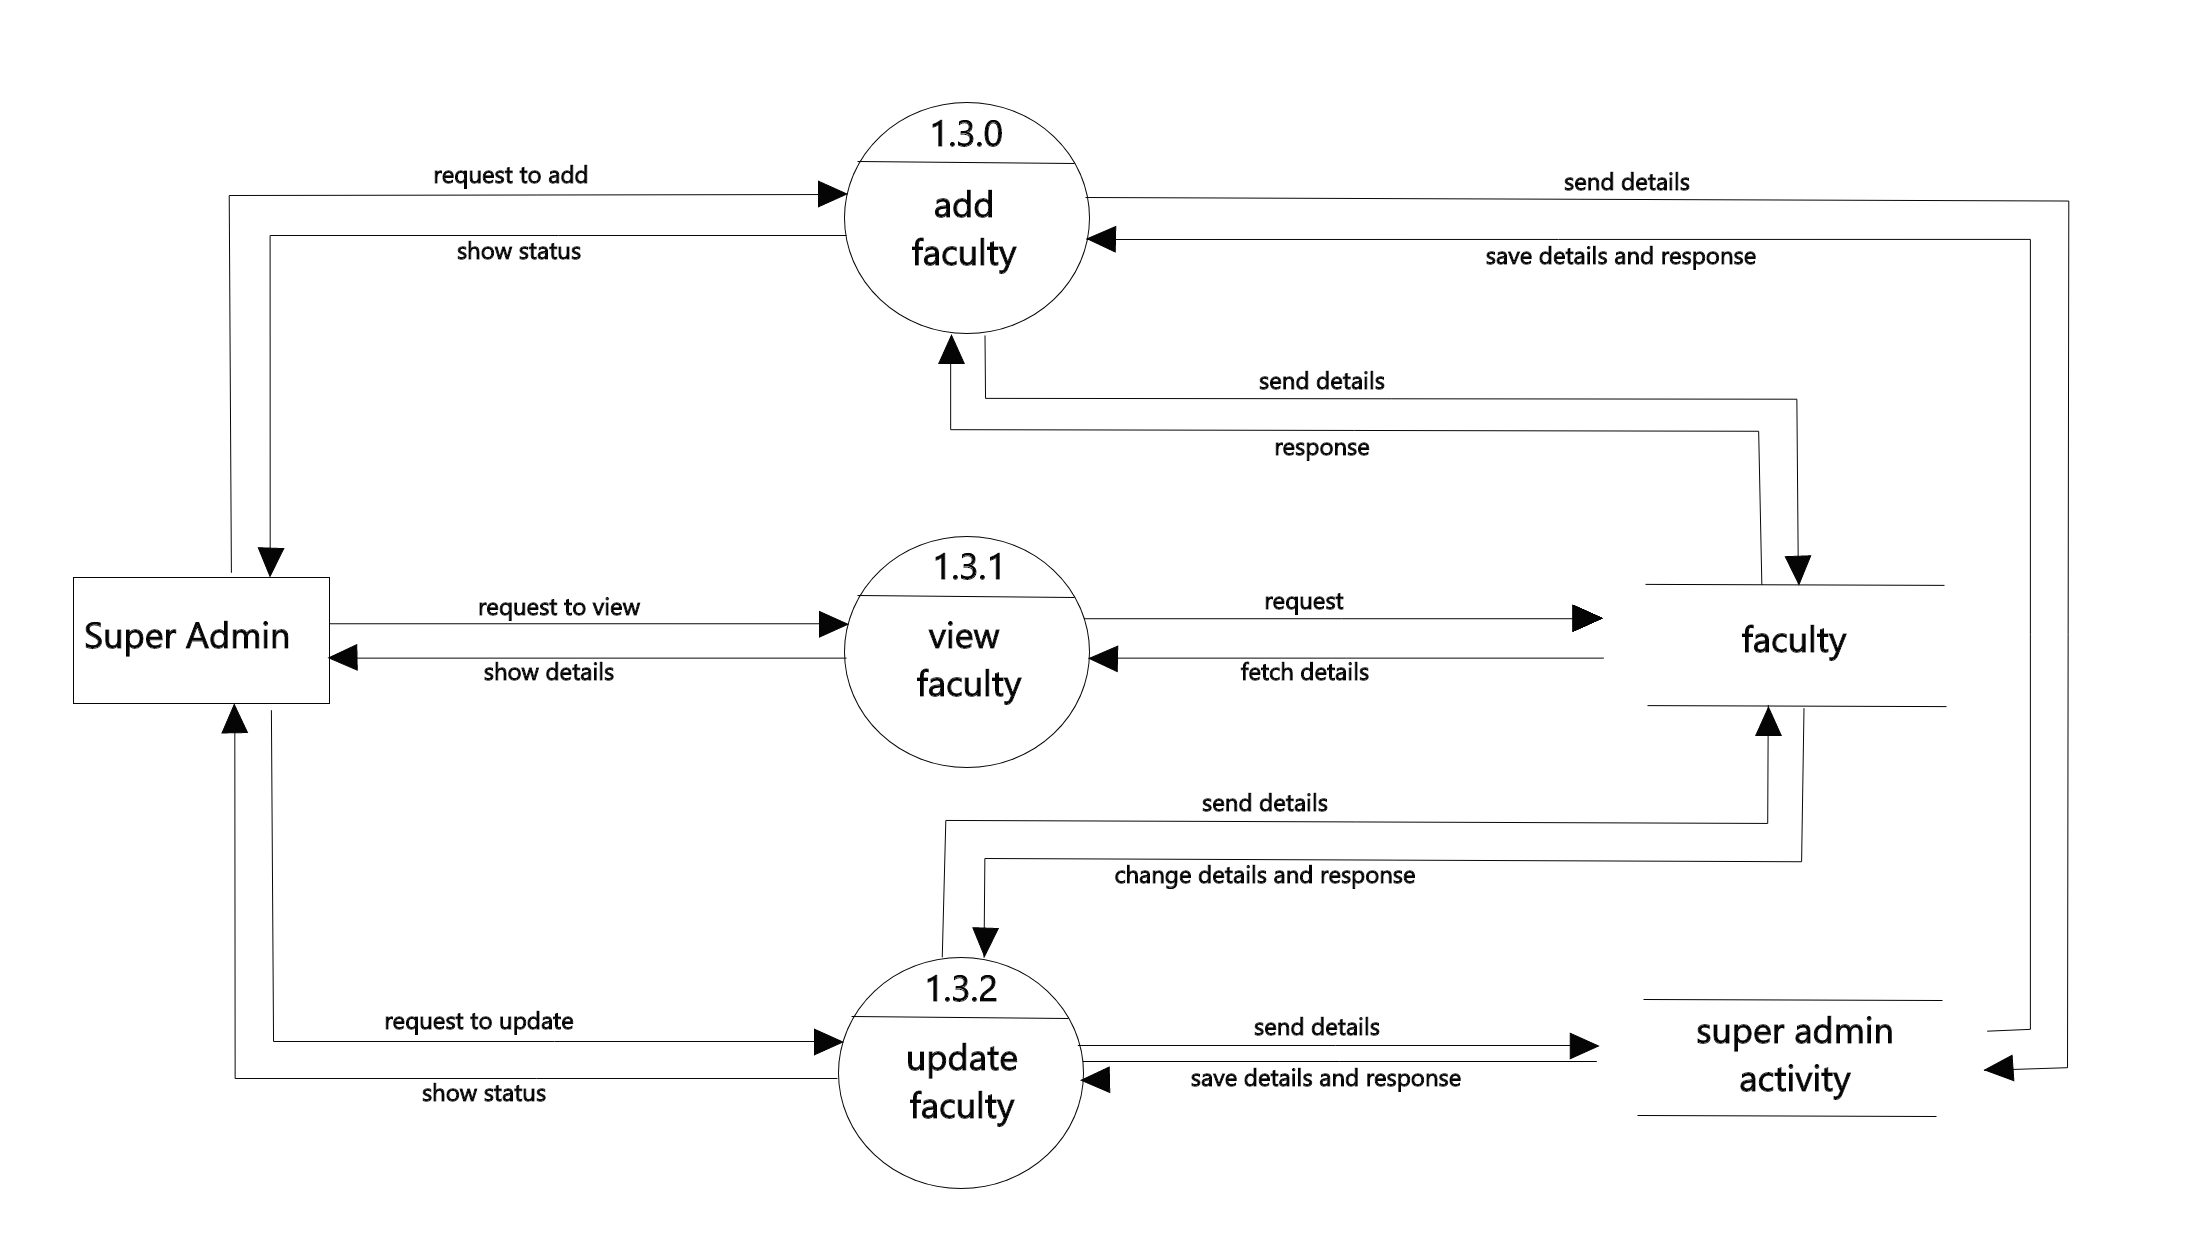 1.3.0
add
faculty
request to add
show status
send details
save details and response
send details
response
Super Admin
request to view
show details
1.3.1
view
faculty
request
fetch details
faculty
send details
change details and response
request to update
show status
1.3.2
update
faculty
send details
save details and response
super admin
activity